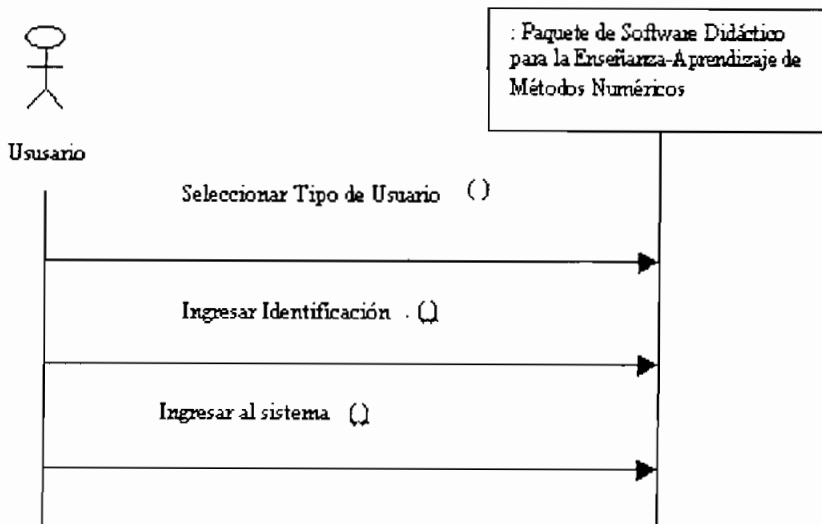 : Paquete de Software Didáctico
para la Enseñanza-Aprendizaje de
Métodos Numéricos
Ususario
Seleccionar Tipo de Usuario ()
Ingresar Identificación . ()
Ingresar al sistema ()